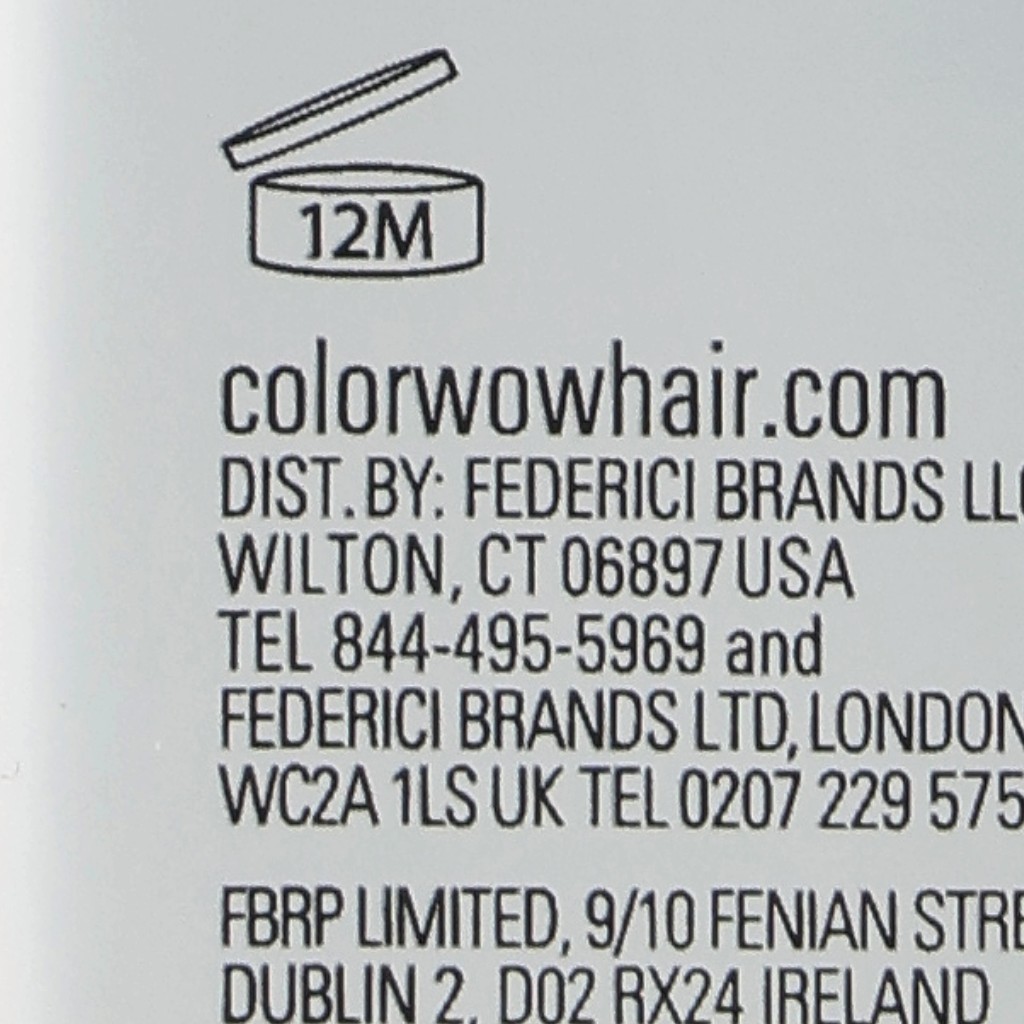 12M
colorwowhair.com
DIST. BY: FEDERICI BRANDS
WILTON, CT 06897 USA
TEL 844-495-5969 and
FEDERICI BRANDS LTD, LONDON
WC2A 1LS UK TEL 0207 229 575
FBRP LIMITED, 9/10 FENIAN
DUBLIN 2, D02 RX24 IRELAND